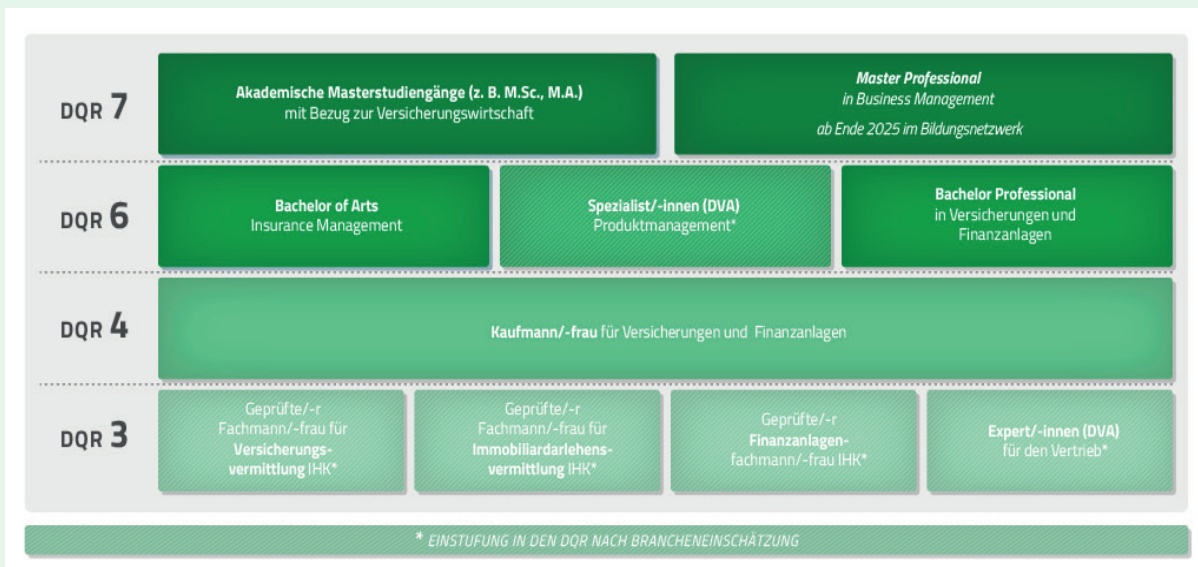 DQR 7
Akademische Masterstudiengänge (z. B. M.Sc., M.A.)
mit Bezug zur Versicherungswirtschaft
Master Professional
in Business Management
ab Ende 2025 im Bildungsnetzwerk
DQR 6
Bachelor of Arts
Insurance Management
Spezialist/-innen (DVA)
Produktmanagement*
Bachelor Professional
in Versicherungen und
Finanzanlagen
DQR 4
Kaufmann/-frau für Versicherungen und Finanzanlagen
DQR 3
Geprüfte/-r
Fachmann/-frau für
Versicherungs-
vermittlung IHK*
Geprüfte/-r
Fachmann/-frau für
Immobiliardarlehens-
vermittlung IHK*
Geprüfte/-r
Finanzanlagen-
fachmann/-frau IHK*
Expert/-innen (DVA)
für den Vertrieb*
* EINSTUFUNG IN DEN DQR NACH BRANCHENEINSCHÄTZUNG